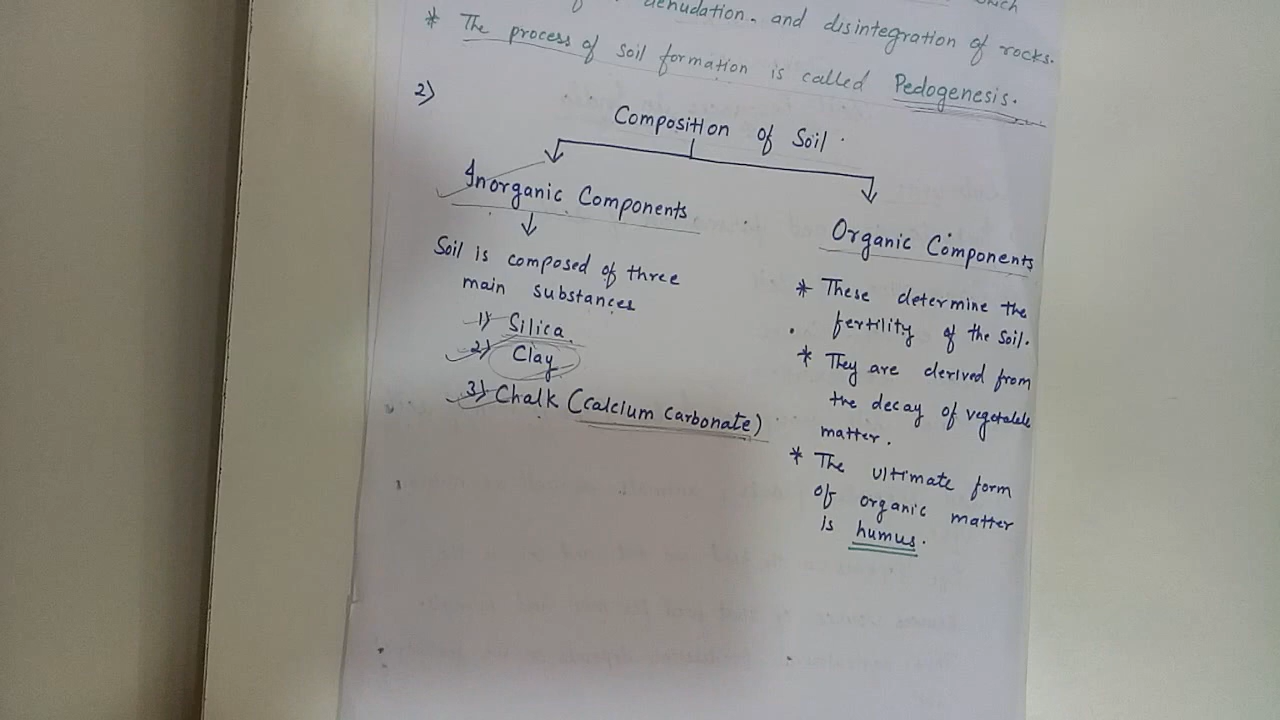 denudation. and disintegration of rocks.
* The process of soil formation is called Pedogenesis.
2)
Composition of Soil.
Inorganic Components
Soil is composed of three
main substances
1) Silica.
2) Clay
3) Chalk (calcium carbonate)
Organic Components
* These determine the
fertility of the soil.
* They are derived from
the decay of vegetable
matter.
* The ultimate form
of organic matter
is humus.